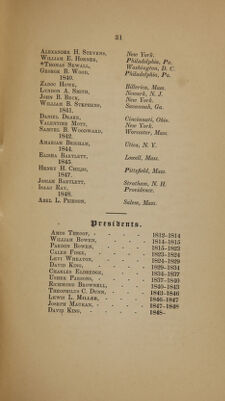 31
ALEXANDER H. STEVENS, New York.
WILLIAM E. HORNER, Philadelphia, Pa.
*THOMAS SEWALL, Washington, D. C.
GEORGE B. WOOD, Philadelphia, Pa.
1840.
ZADOC HOWE, Billerica, Mass.
LYNDON A. SMITH, Newark, N. J.
JOHN B. BECK, New York.
WILLIAM B. STEPHENS, Savannah, Ga.
1841.
DANIEL DRAKE, Cincinnati, Ohio.
VALENTINE MOTT, New York.
SAMUEL B. WOODWARD, Worcester, Mass.
1842.
AMARIAH BRIGHAM, Utica, N. Y.
1844.
ELISHA BARTLETT, Lowell, Mass.
1845.
HENRY H. CHILDS, Pittsfield, Mass.
1847.
JOSIAH BARTLETT, Stratham, N. H.
ISAAC RAY, Providence.
1848.
ABEL L. PEIRSON, Salem, Mass.
Presidents.
AMOS THROOP, 1812-1814
WILLIAM BOWEN, 1814-1815
PARDON BOWEN, 1815-1823
CALEB FISKE, 1823-1824
LEVI WHEATON, 1824-1829
DAVID KING, 1829-1834
CHARLES ELDREDGE, 1834-1837
USHER PARSONS, 1837-1840
RICHMOND BROWNELL, 1840-1843
THEOPHILUS C. DUNN, 1843-1846
LEWIS L. MILLER, 1846-1847
JOSEPH MAURAN, 1847-1848
DAVID KING, 1848-